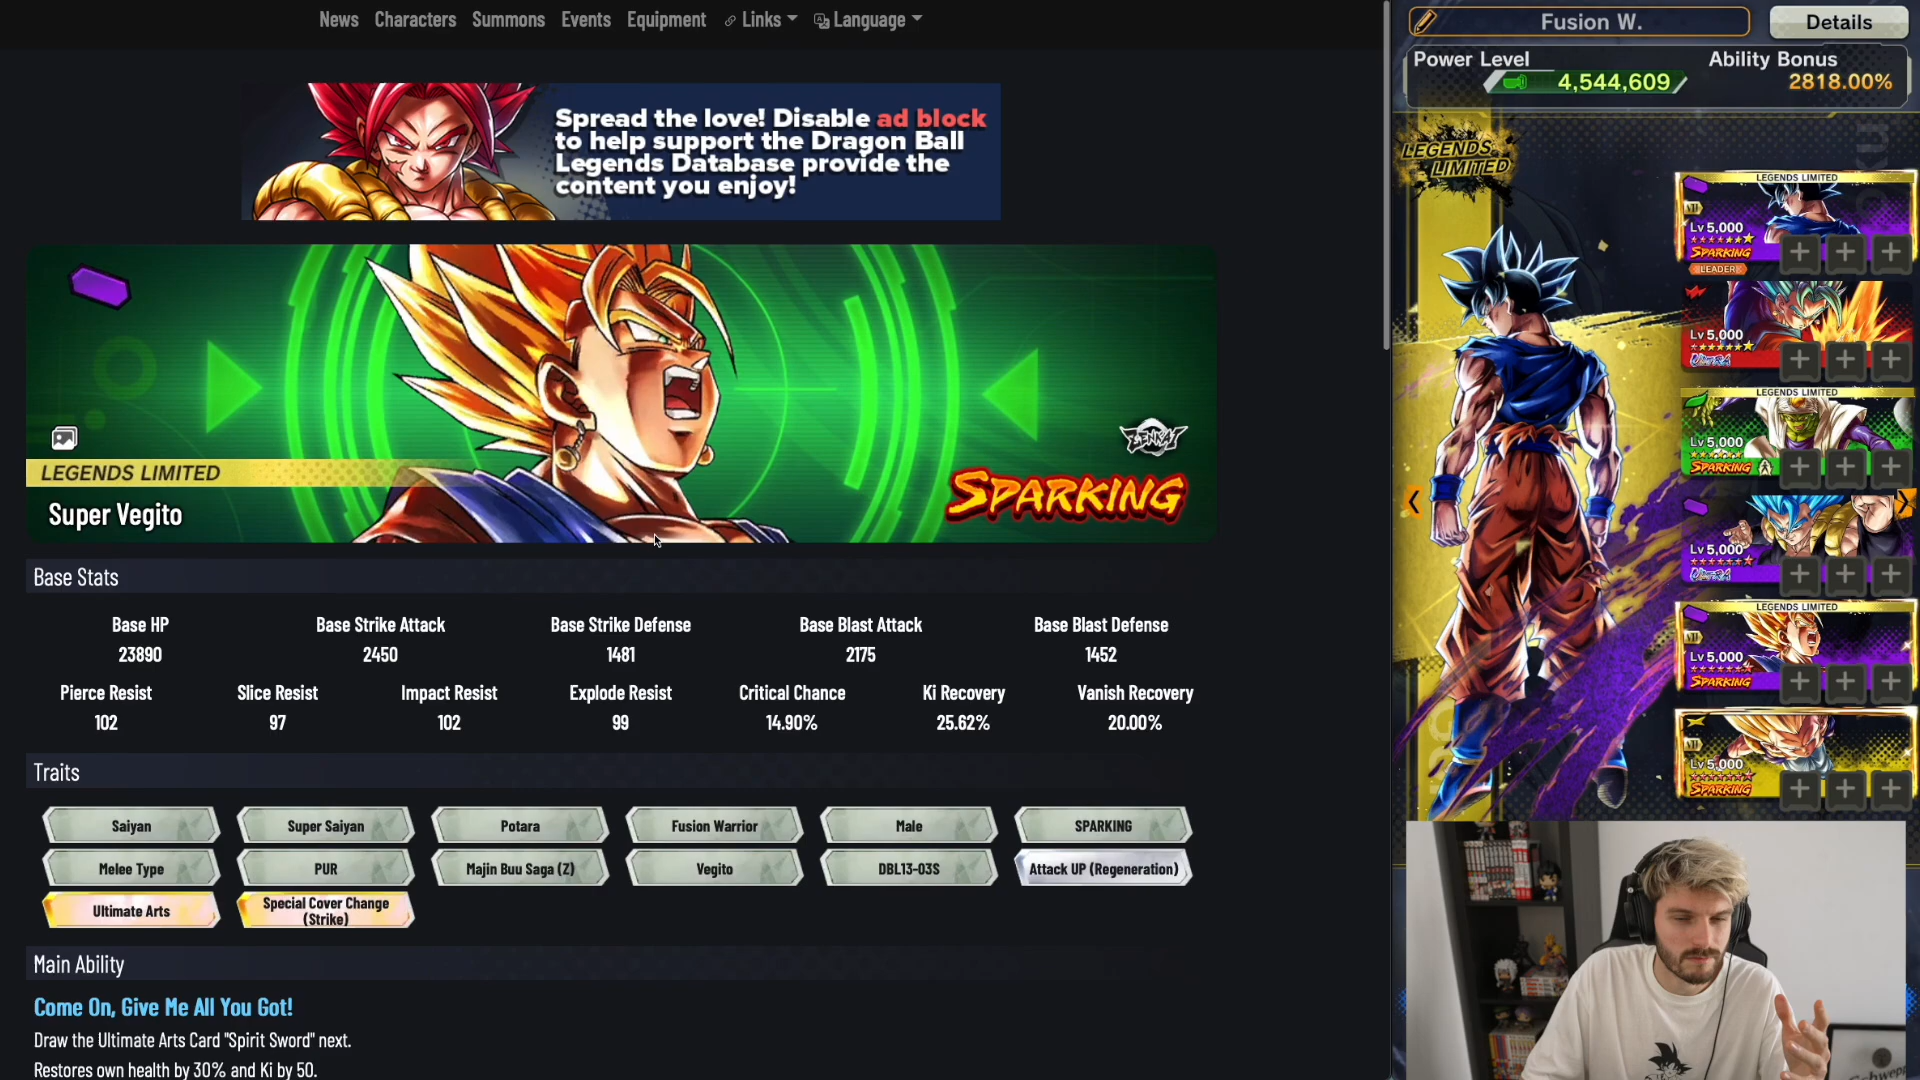 News Characters Summons Events Equipment Links Language
Spread the love! Disable ad block
to help support the Dragon Ball
Legends Database provide the
content you enjoy!
LEGENDS LIMITED
Super Vegito
ZENKAI
SPARKING
Base Stats
Base HP Base Strike Attack Base Strike Defense Base Blast Attack Base Blast Defense
23890 2450 1481 2175 1452
Pierce Resist Slice Resist Impact Resist Explode Resist Critical Chance Ki Recovery Vanish Recovery
102 97 102 99 14.90% 25.62% 20.00%
Traits
Saiyan Super Saiyan Potara Fusion Warrior Male SPARKING
Melee Type PUR Majin Buu Saga (Z) Vegito DBL13-03S Attack UP (Regeneration)
Ultimate Arts Special Cover Change
(Strike)
Main Ability
Come On, Give Me All You Got!
Draw the Ultimate Arts Card "Spirit Sword" next.
Restores own health by 30% and Ki by 50.
Fusion W. Details
Power Level Ability Bonus
4,544,609 2818.00%
LEGENDS
LIMITED
LEGENDS LIMITED
VII
Lv 5,000
SPARKING
LEADER
Lv 5,000
ULTRA
LEGENDS LIMITED
Lv 5,000
SPARKING
Lv 5,000
ULTRA
LEGENDS LIMITED
VII
Lv 5,000
SPARKING
VII
Lv 5,000
SPARKING